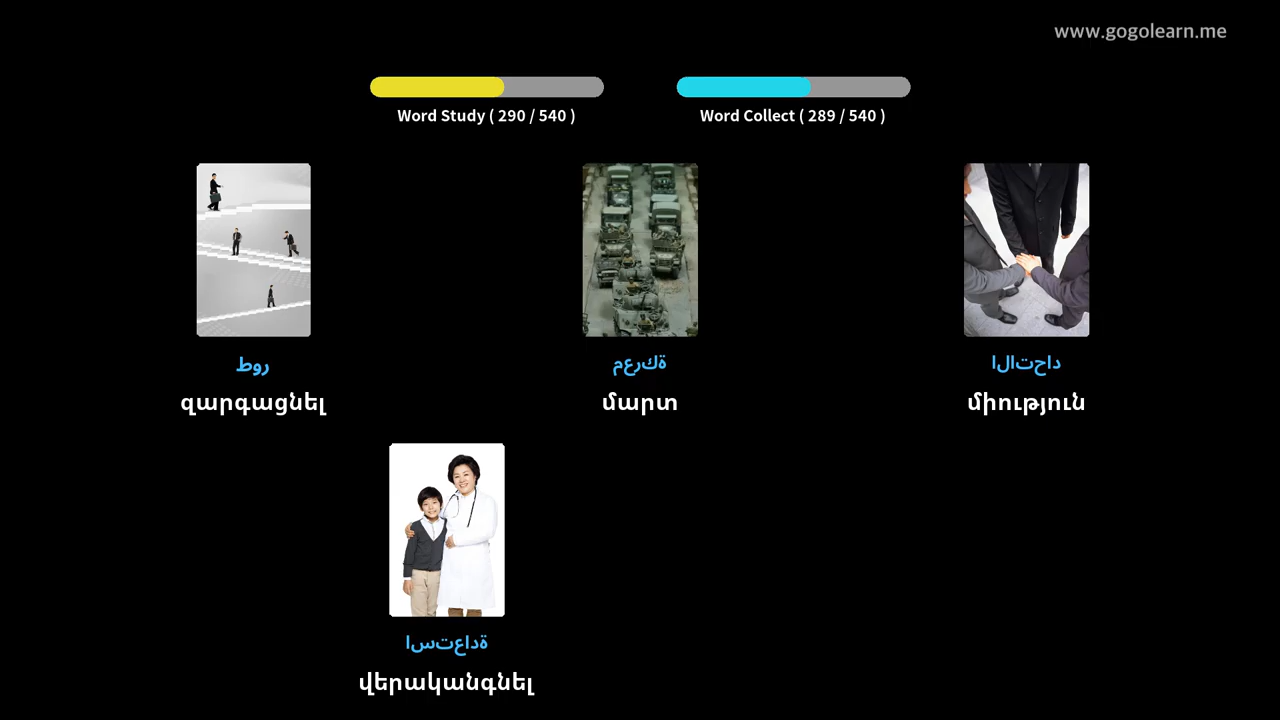 www.gogolearn.me
Word Study ( 290 / 540 )
Word Collect ( 289 / 540 )
طور
معركة
الاتحاد
զարգացնել
մարտ
միություն
استعادة
վերականգնել